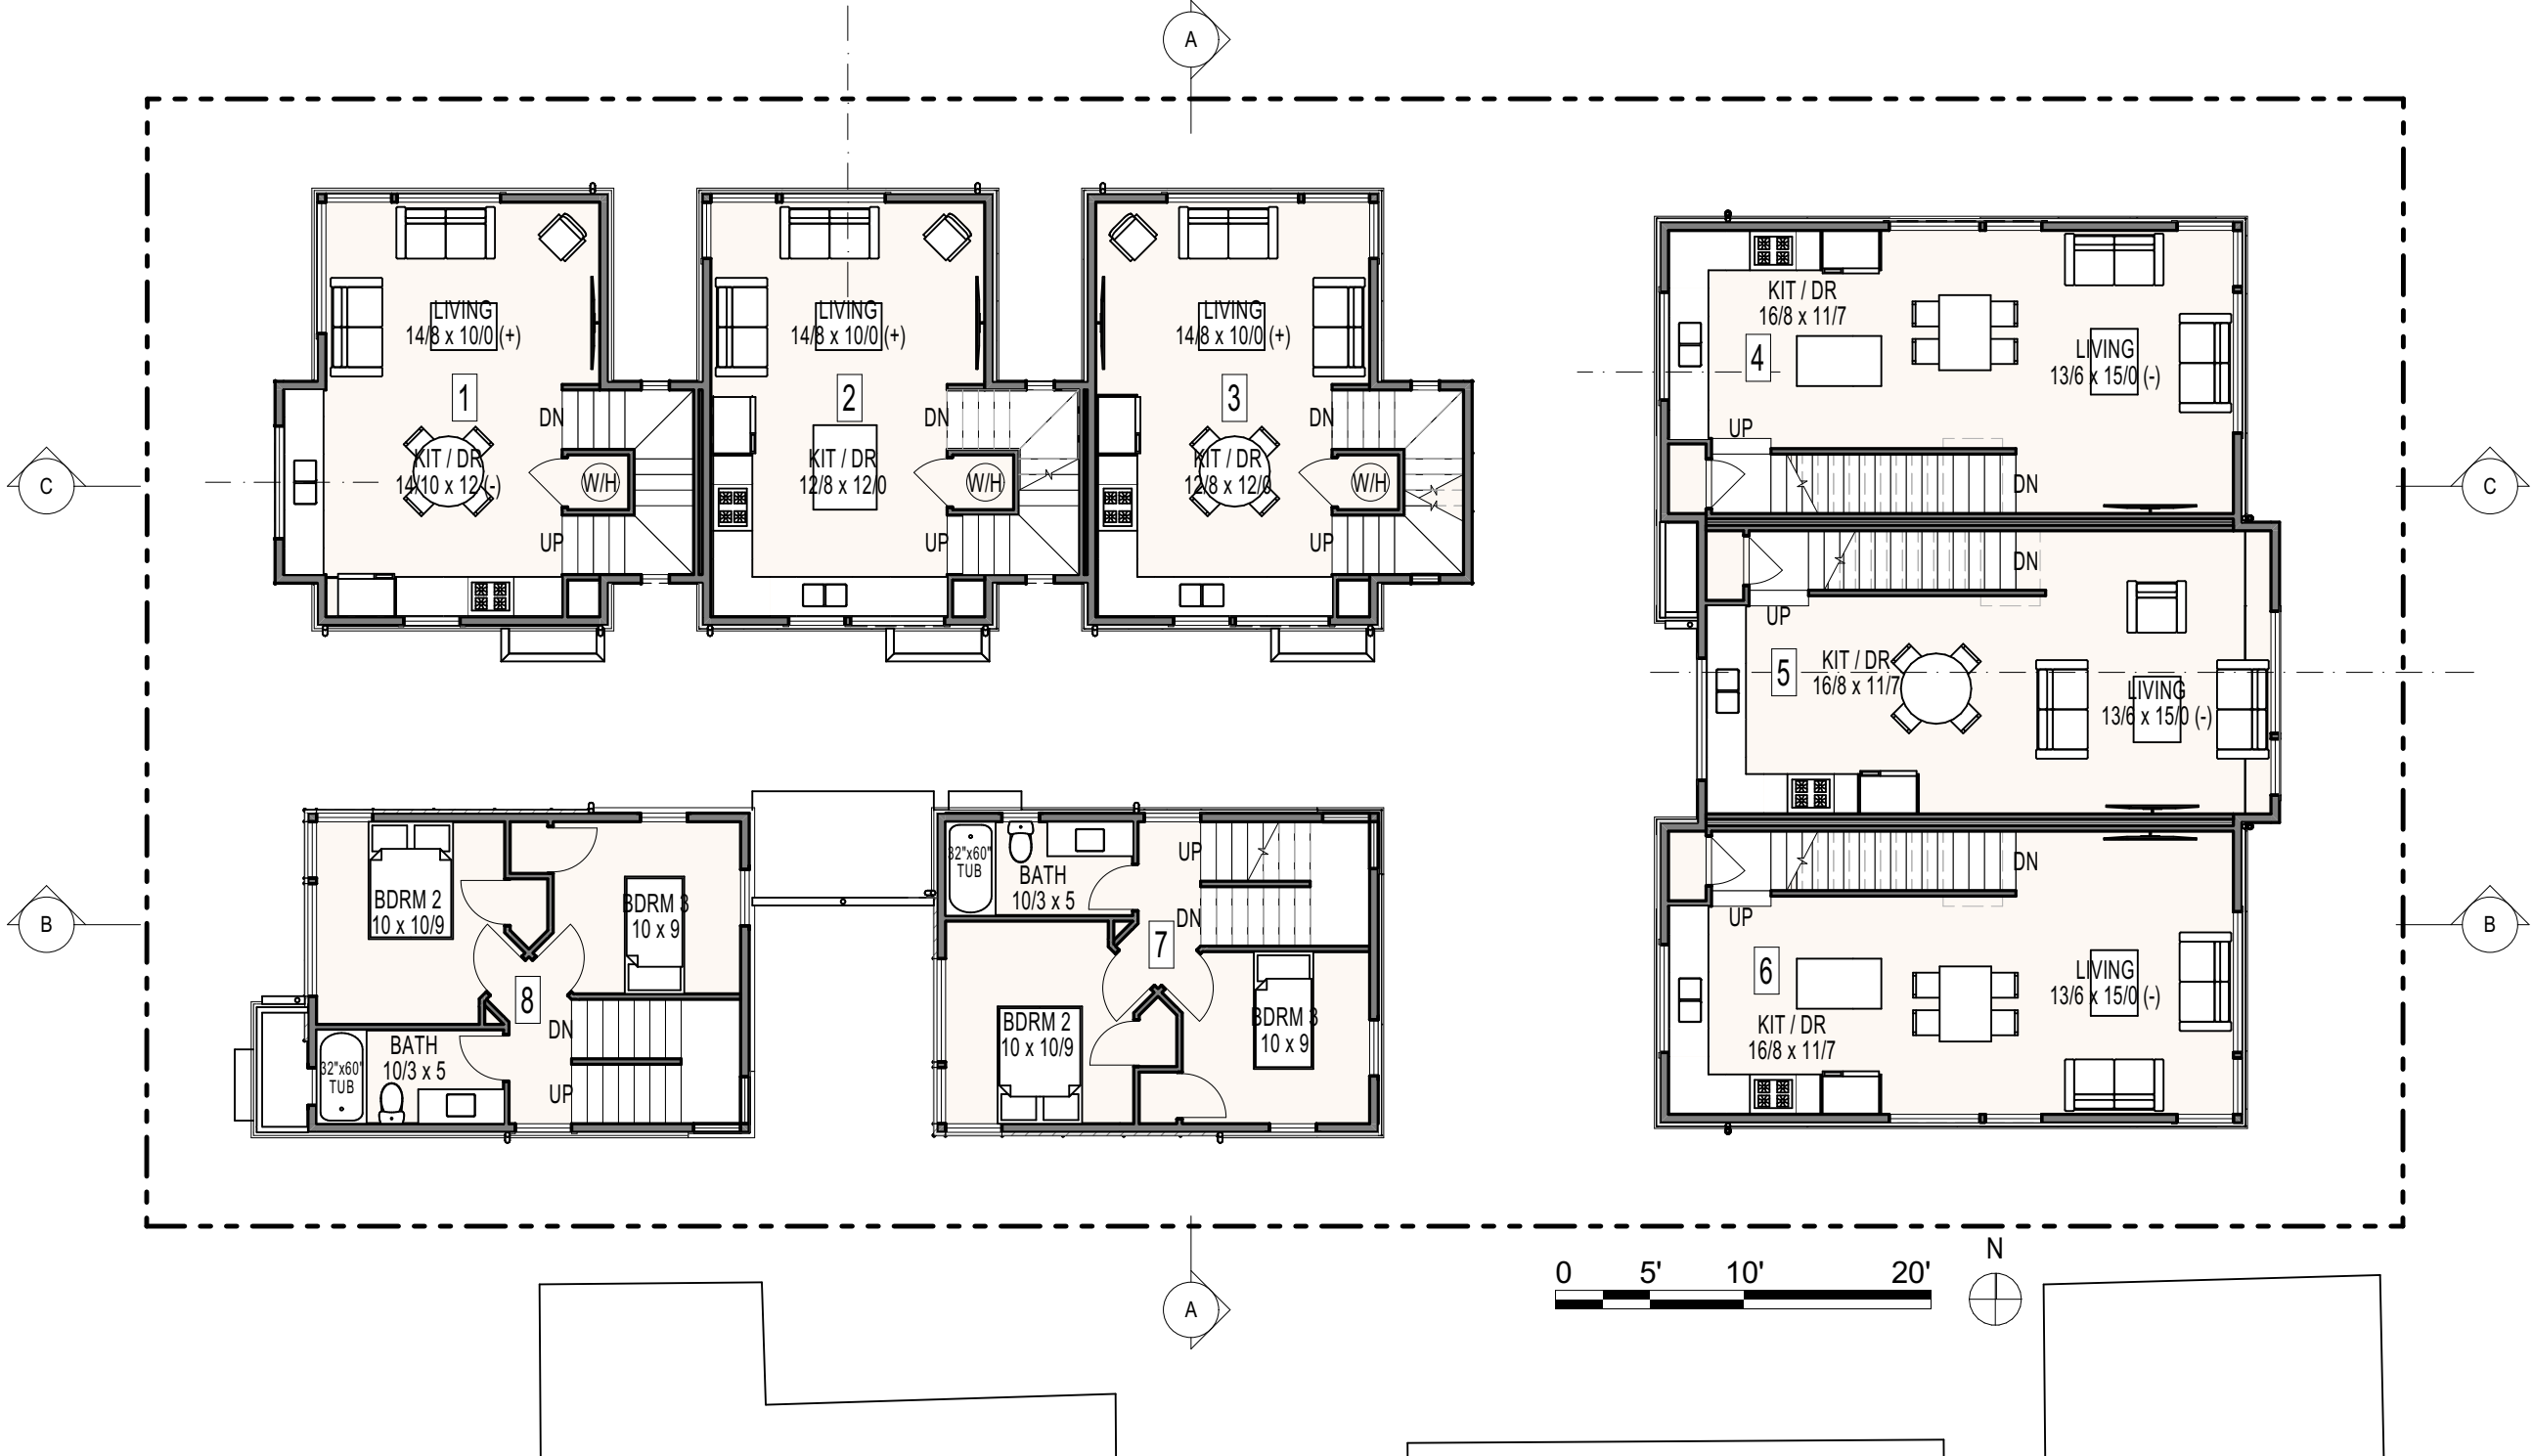 A
LIVING
14/8 x 10/0 (+)
1
DN
KIT / DR
14/10 x 12 (-)
W/H
UP
LIVING
14/8 x 10/0 (+)
2
DN
KIT / DR
12/8 x 12/0
W/H
UP
LIVING
14/8 x 10/0 (+)
3
DN
KIT / DR
12/8 x 12/0
W/H
UP
KIT / DR
16/8 x 11/7
4
LIVING
13/6 x 15/0 (-)
UP
DN
C
C
DN
UP
5
KIT / DR
16/8 x 11/7
LIVING
13/6 x 15/0 (-)
BDRM 2
10 x 10/9
BDRM 3
10 x 9
8
DN
BATH
10/3 x 5
32"x60"
TUB
UP
32"x60"
TUB
BATH
10/3 x 5
UP
DN
7
BDRM 2
10 x 10/9
BDRM 3
10 x 9
DN
UP
6
LIVING
13/6 x 15/0 (-)
KIT / DR
16/8 x 11/7
B
B
A
0 5' 10' 20'
N